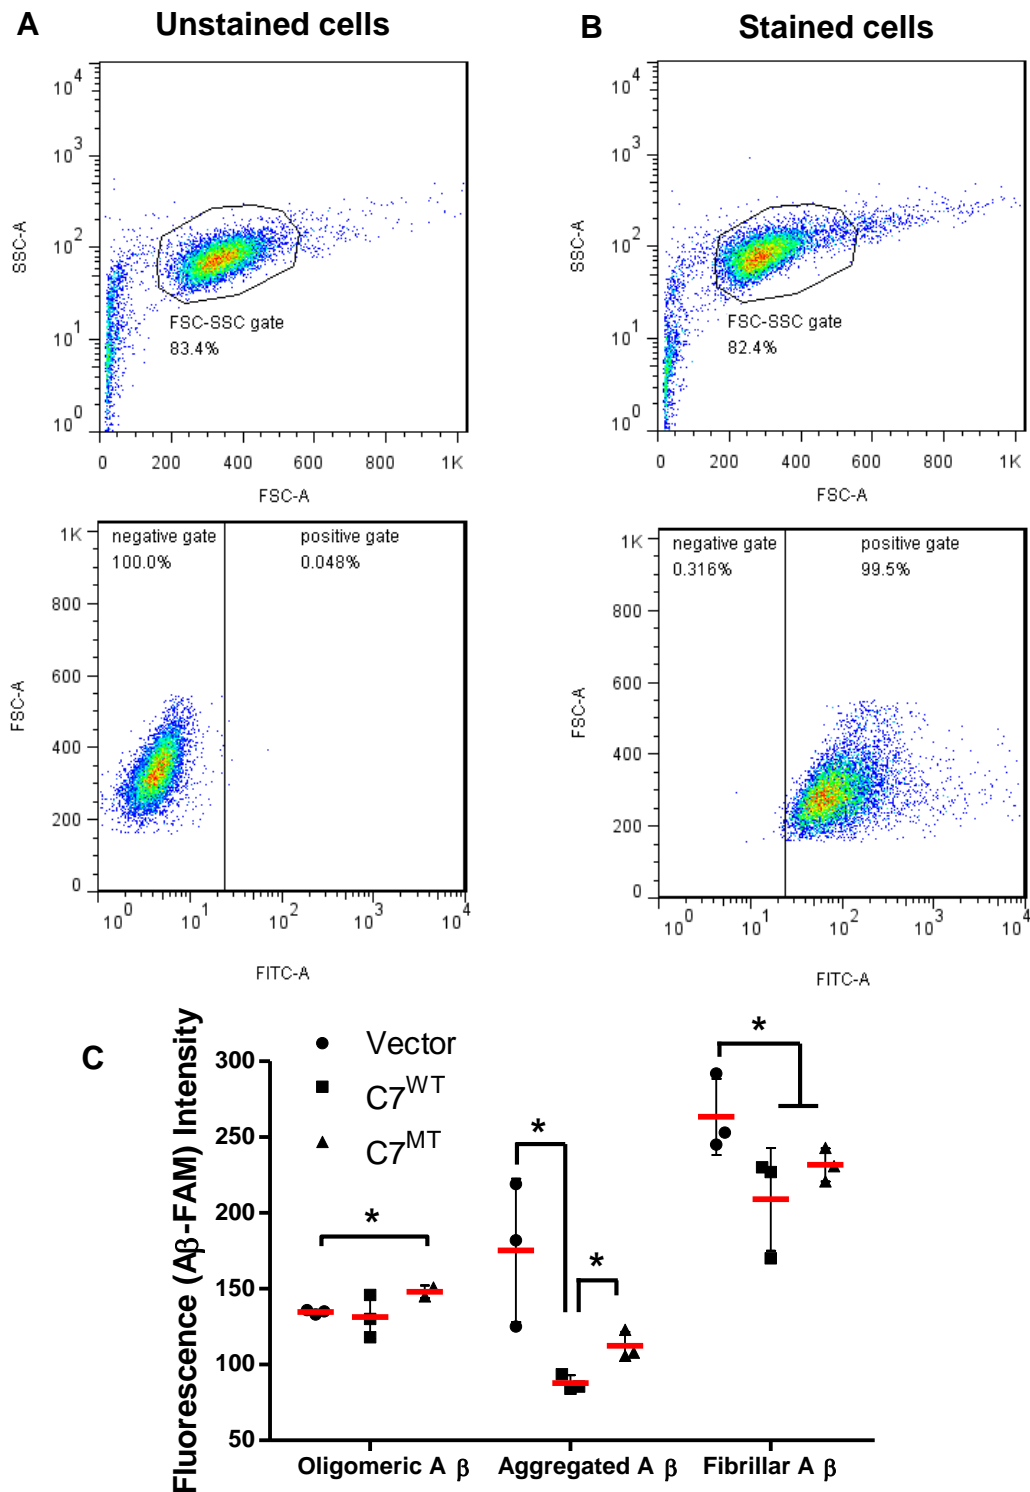 A Unstained cells
B Stained cells
10^4
10^3
10^2
10^1
10^0
SSC-A
FSC-SSC gate
83.4%
0 200 400 600 800 1K
FSC-A
10^4
10^3
10^2
10^1
10^0
SSC-A
FSC-SSC gate
82.4%
0 200 400 600 800 1K
FSC-A
1K
800
600
400
200
0
FSC-A
negative gate
100.0%
positive gate
0.048%
10^0 10^1 10^2 10^3 10^4
FITC-A
1K
800
600
400
200
0
FSC-A
negative gate
0.316%
positive gate
99.5%
10^0 10^1 10^2 10^3 10^4
FITC-A
C
Fluorescence (Aβ-FAM) Intensity
Vector
C7^WT
C7^MT
300
250
200
150
100
50
*
*
*
*
Oligomeric A β
Aggregated A β
Fibrillar A β